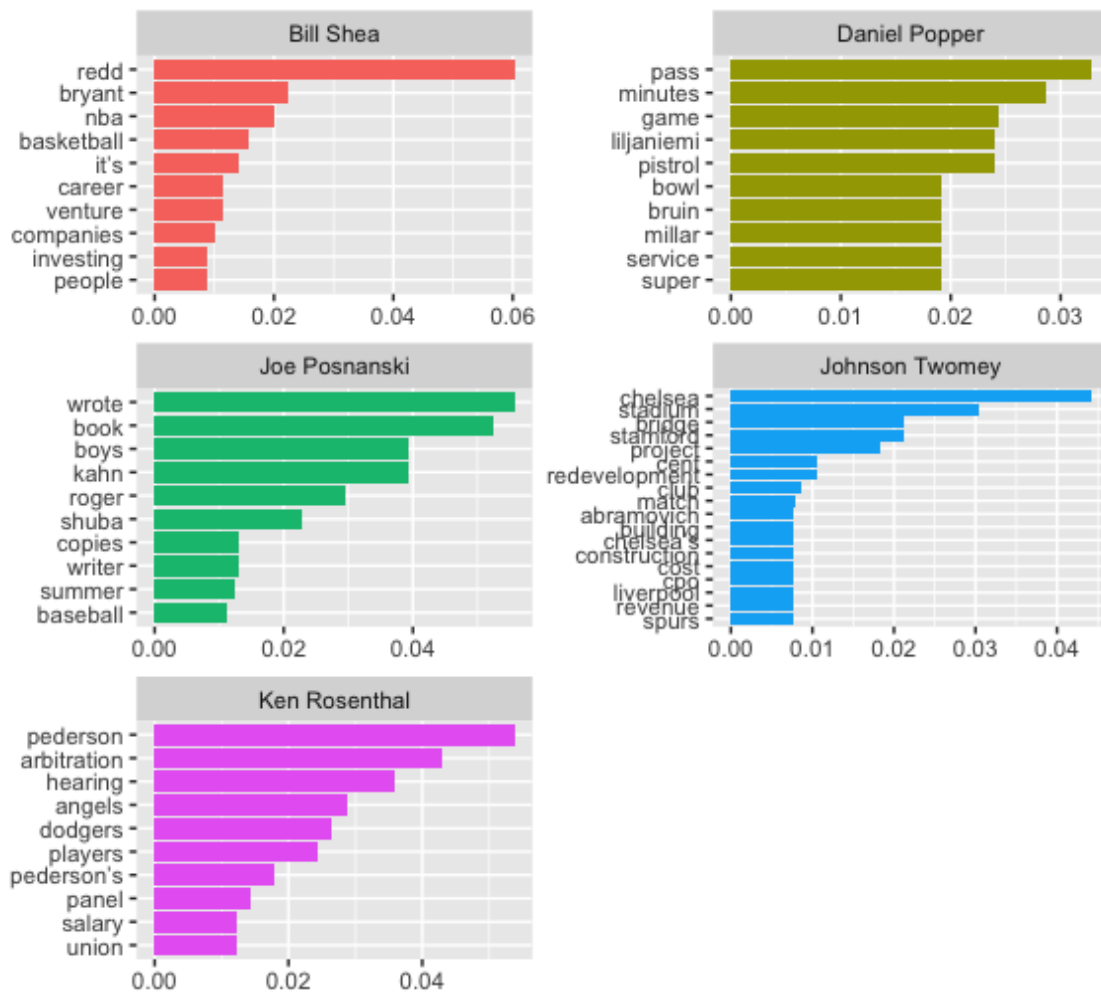 Bill Shea
redd
bryant
nba
basketball
it's
career
venture
companies
investing
people
0.00 0.02 0.04 0.06
Daniel Popper
pass
minutes
game
liljaniemi
pistrol
bowl
bruin
millar
service
super
0.00 0.01 0.02 0.03
Joe Posnanski
wrote
book
boys
kahn
roger
shuba
copies
writer
summer
baseball
0.00 0.02 0.04
Johnson Twomey
chelsea
stadium
bridge
stamford
project
cent
redevelopment
club
match
abramovich
building
chelsea's
construction
cost
cpo
liverpool
revenue
spurs
0.00 0.01 0.02 0.03 0.04
Ken Rosenthal
pederson
arbitration
hearing
angels
dodgers
players
pederson's
panel
salary
union
0.00 0.02 0.04